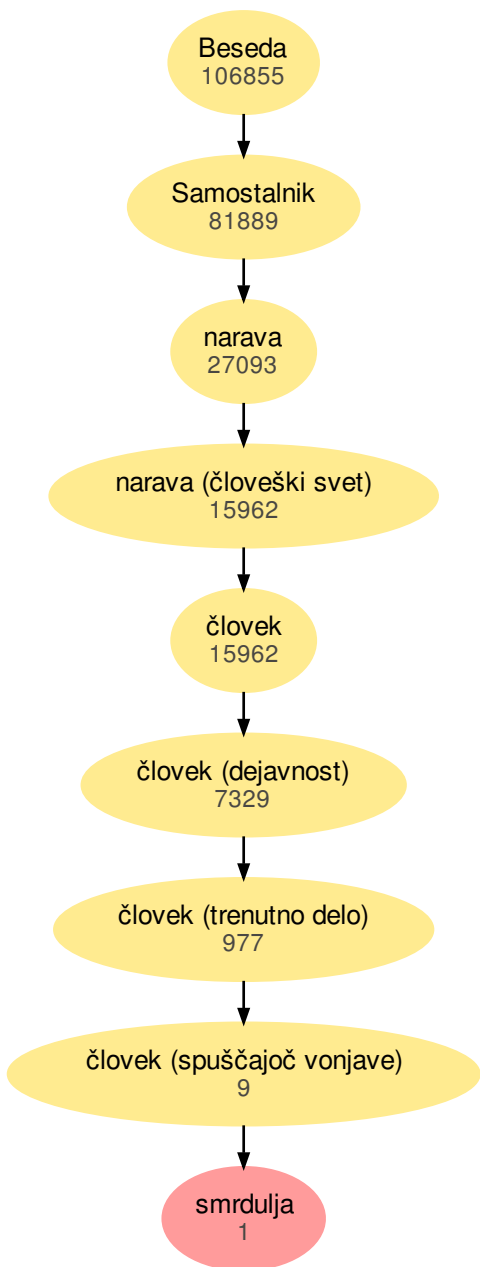 Beseda
106855
Samostalnik
81889
narava
27093
narava (človeški svet)
15962
človek
15962
človek (dejavnost)
7329
človek (trenutno delo)
977
človek (spuščajoč vonjave)
9
smrdulja
1